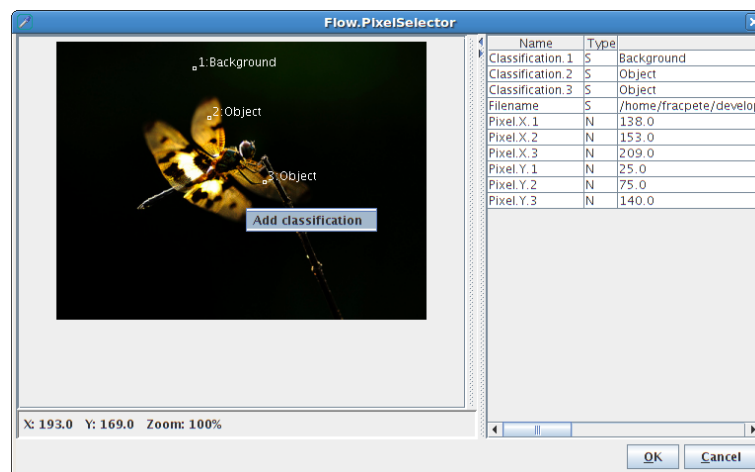 Flow.PixelSelector
1:Background
2:Object
3:Object
Add classification
X: 193.0 Y: 169.0 Zoom: 100%
Name Type
Classification.1 S Background
Classification.2 S Object
Classification.3 S Object
Filename S /home/fracpete/develop
Pixel.X.1 N 138.0
Pixel.X.2 N 153.0
Pixel.X.3 N 209.0
Pixel.Y.1 N 25.0
Pixel.Y.2 N 75.0
Pixel.Y.3 N 140.0
OK Cancel